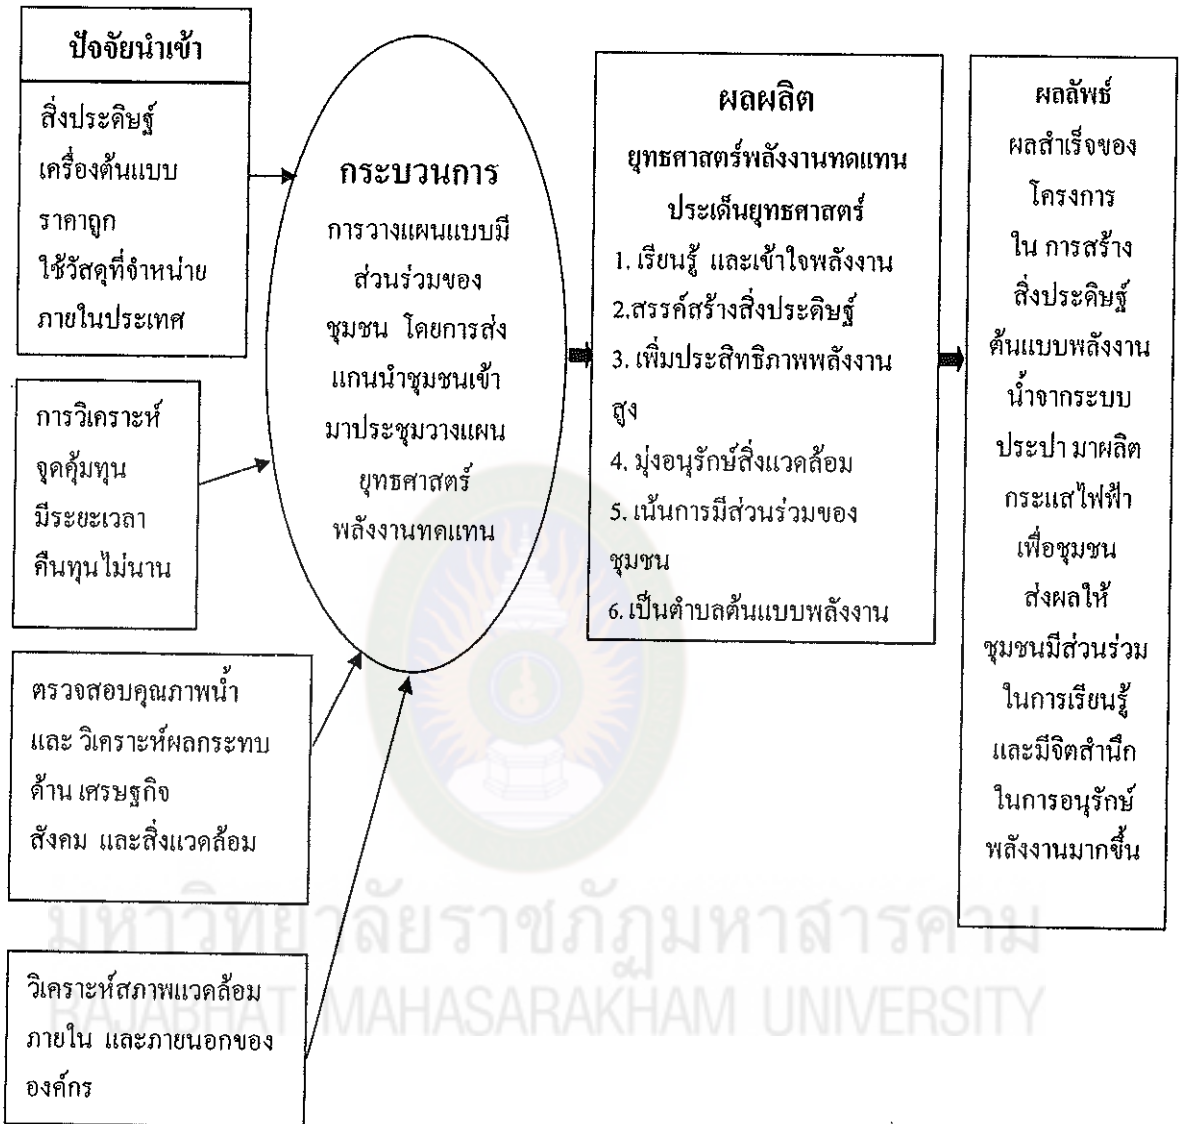 ปัจจัยนำเข้า
สิ่งประดิษฐ์
เครื่องต้นแบบ
ราคาถูก
ใช้วัสดุที่จำหน่าย
ภายในประเทศ
การวิเคราะห์
จุดคุ้มทุน
มีระยะเวลา
คืนทุนไม่นาน
ตรวจสอบคุณภาพน้ำ
และ วิเคราะห์ผลกระทบ
ด้าน เศรษฐกิจ
สังคม และสิ่งแวดล้อม
วิเคราะห์สภาพแวดล้อม
ภายใน และภายนอกของ
องค์กร
กระบวนการ
การวางแผนแบบมี
ส่วนร่วมของ
ชุมชน โดยการส่ง
แกนนำชุมชนเข้า
มาประชุมวางแผน
ยุทธศาสตร์
พลังงานทดแทน
ผลผลิต
ยุทธศาสตร์พลังงานทดแทน
ประเด็นยุทธศาสตร์
1. เรียนรู้ และเข้าใจพลังงาน
2.สรรค์สร้างสิ่งประดิษฐ์
3. เพิ่มประสิทธิภาพพลังงาน
สูง
4. มุ่งอนุรักษ์สิ่งแวดล้อม
5. เน้นการมีส่วนร่วมของ
ชุมชน
6. เป็นตำบลต้นแบบพลังงาน
ผลลัพธ์
ผลสำเร็จของ
โครงการ
ใน การสร้าง
สิ่งประดิษฐ์
ต้นแบบพลังงาน
น้ำจากระบบ
ประปา มาผลิต
กระแสไฟฟ้า
เพื่อชุมชน
ส่งผลให้
ชุมชนมีส่วนร่วม
ในการเรียนรู้
และมีจิตสำนึก
ในการอนุรักษ์
พลังงานมากขึ้น
มหาวิทยาลัยราชภัฏมหาสารคาม
RAJABHAT MAHASARAKHAM UNIVERSITY